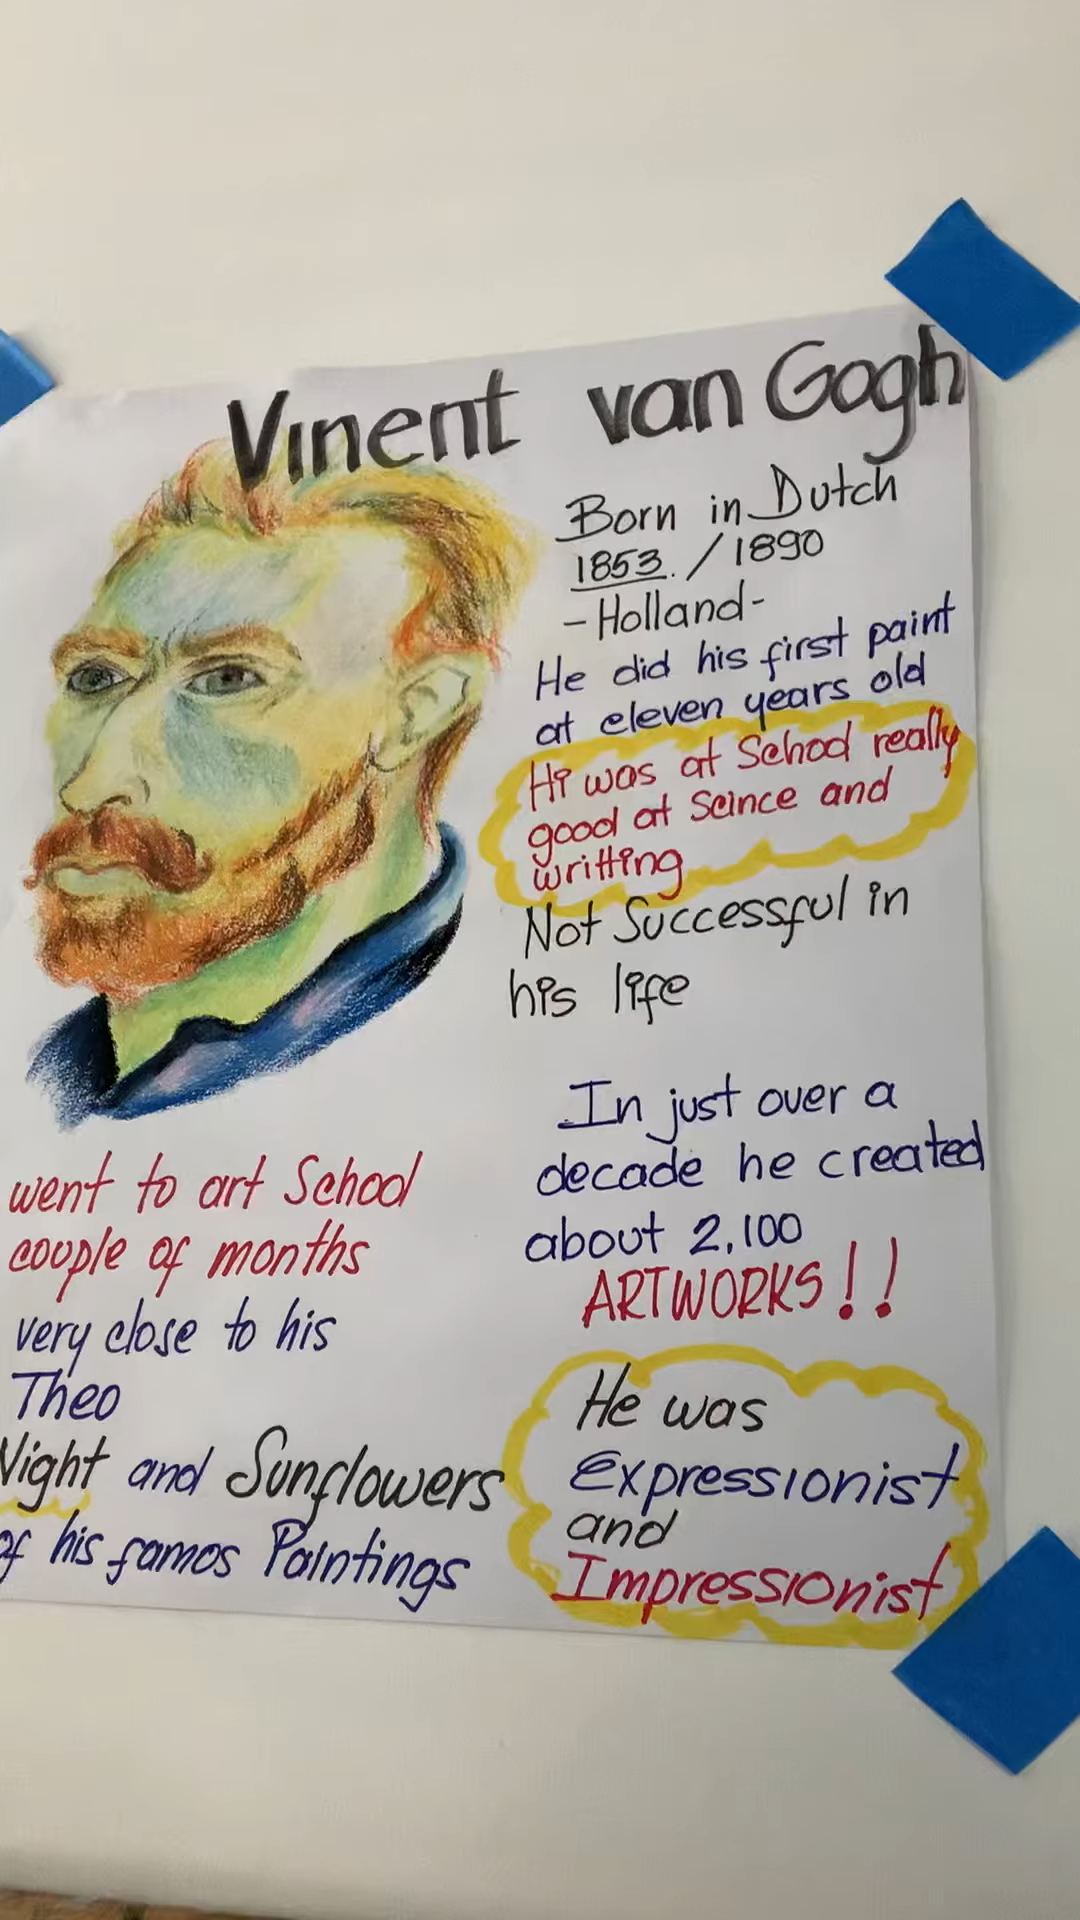 Vinent van Gogh
Born in Dutch
1853. / 1890
- Holland -
He did his first paint
at eleven years old
Hi was at School really
good at Scince and
writting
Not Successful in
his life
In just over a
decade he created
about 2,100
ARTWORKS!!
He was
Expressionist
and
Impressionist
went to art School
couple of months
very close to his
Theo
Night and Sunflowers
of his famos Paintings